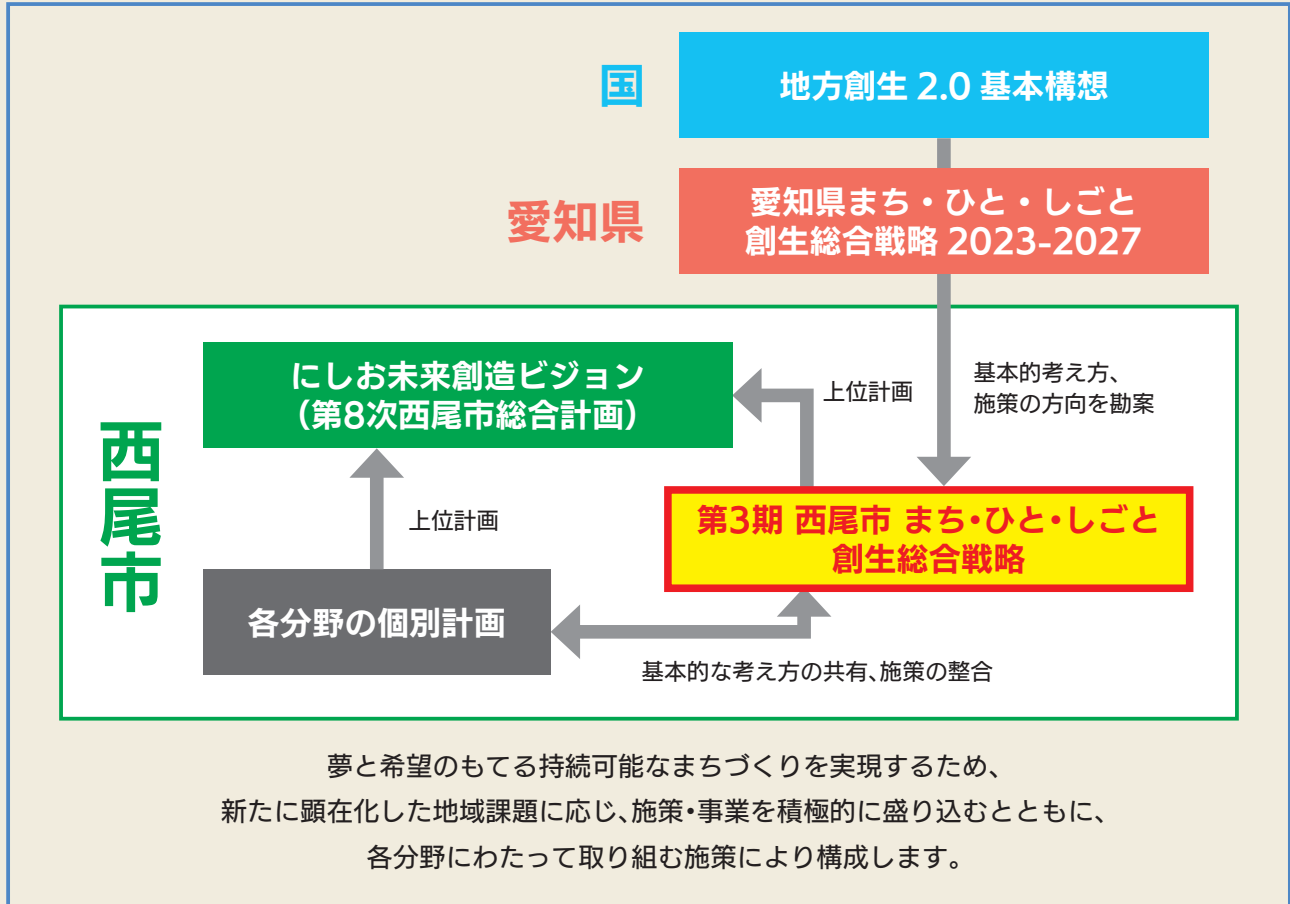 国
地方創生 2.0 基本構想
愛知県
愛知県まち・ひと・しごと
創生総合戦略 2023-2027
西尾市
にしお未来創造ビジョン
（第8次西尾市総合計画）
上位計画
基本的考え方、
施策の方向を勘案
上位計画
第3期 西尾市 まち・ひと・しごと
創生総合戦略
各分野の個別計画
基本的な考え方の共有、施策の整合
夢と希望のもてる持続可能なまちづくりを実現するため、
新たに顕在化した地域課題に応じ、施策・事業を積極的に盛り込むとともに、
各分野にわたって取り組む施策により構成します。